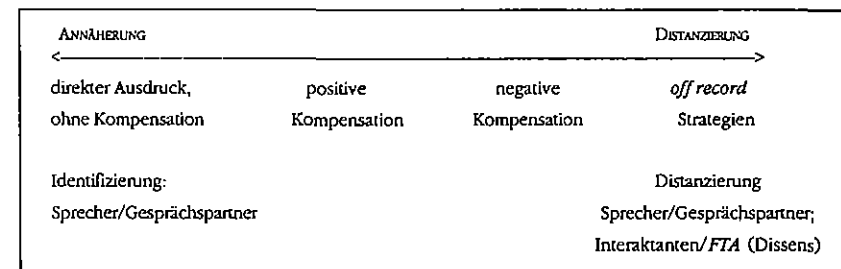 ANNÄHERUNG DISTANZIERUNG
direkter Ausdruck, positive negative off record
ohne Kompensation Kompensation Kompensation Strategien
Identifizierung: Distanzierung
Sprecher/Gesprächspartner Sprecher/Gesprächspartner;
Interaktanten/FTA (Dissens)